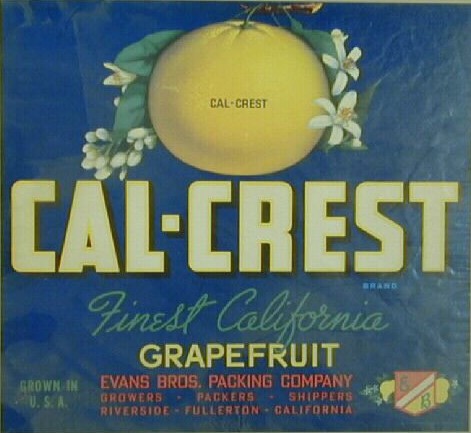 CAL-CREST
CAL-CREST
BRAND
Finest California
GRAPEFRUIT
GROWN IN
U. S. A.
EVANS BROS. PACKING COMPANY
GROWERS - PACKERS - SHIPPERS
RIVERSIDE - FULLERTON - CALIFORNIA
E B